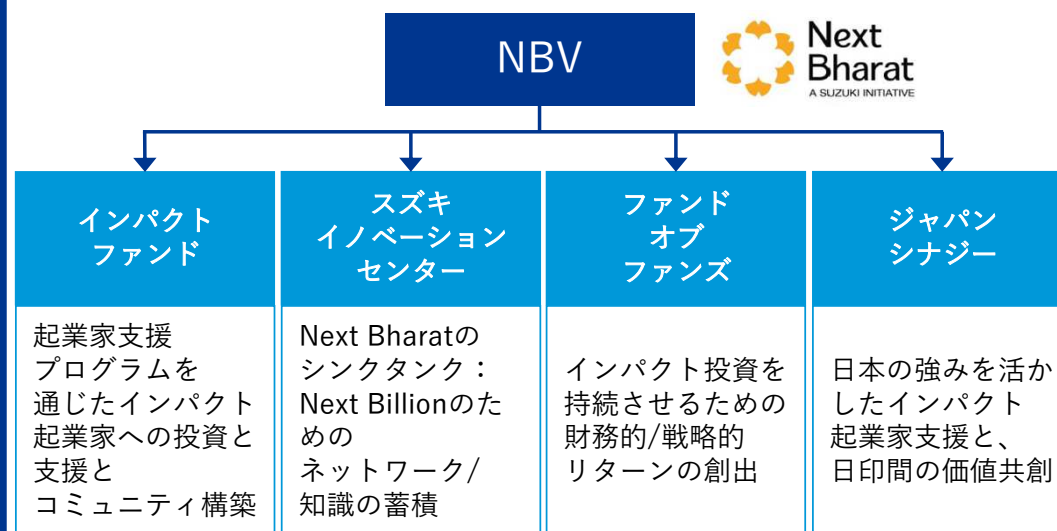 NBV
Next
Bharat
A SUZUKI INITIATIVE
インパクト
ファンド
スズキ
イノベーション
センター
ファンド
オブ
ファンズ
ジャパン
シナジー
起業家支援
プログラムを
通じたインパクト
起業家への投資と
支援と
コミュニティ構築
Next Bharatの
シンクタンク：
Next Billionのた
めの
ネットワーク/
知識の蓄積
インパクト投資を
持続させるための
財務的/戦略的
リターンの創出
日本の強みを活か
したインパクト
起業家支援と、
日印間の価値共創